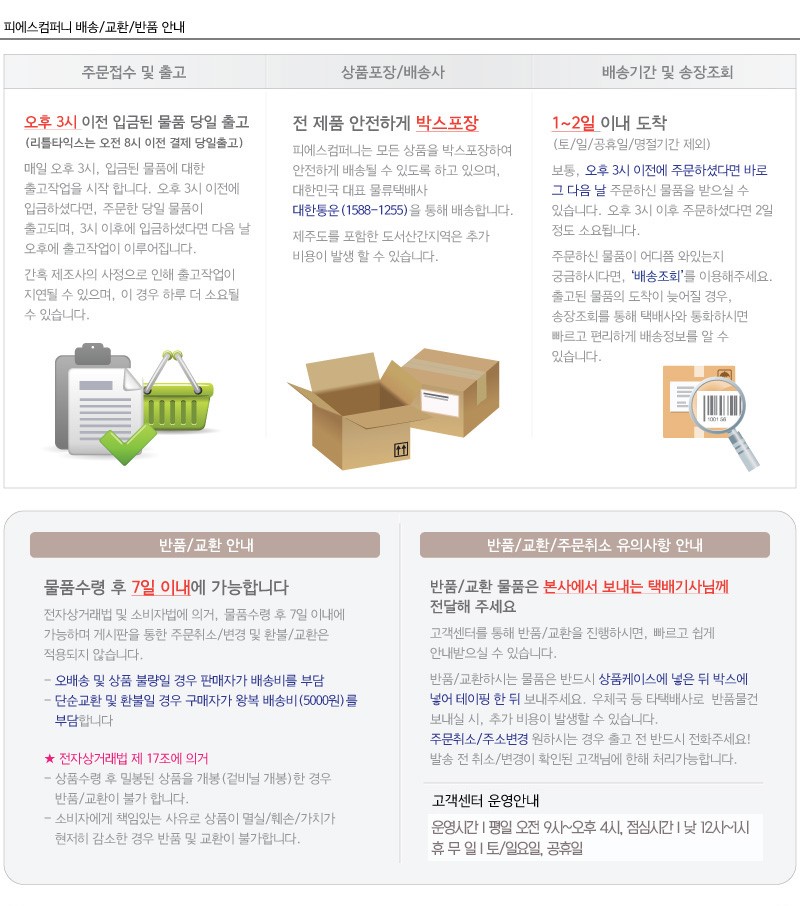 피에스컴퍼니 배송/교환/반품 안내
주문접수 및 출고
오후 3시 이전 입금된 물품 당일 출고
(리틀타익스는 오전 8시 이전 결제 당일출고)
매일 오후 3시, 입금된 물품에 대한
출고작업을 시작 합니다. 오후 3시 이전에
입금하셨다면, 주문한 당일 물품이
출고되며, 3시 이후에 입금하셨다면 다음 날
오후에 출고작업이 이루어집니다.
간혹 제조사의 사정으로 인해 출고작업이
지연될 수 있으며, 이 경우 하루 더 소요될
수 있습니다.
상품포장/배송사
전 제품 안전하게 박스포장
피에스컴퍼니는 모든 상품을 박스포장하여
안전하게 배송될 수 있도록 하고 있으며,
대한민국 대표 물류택배사
대한통운(1588-1255)을 통해 배송합니다.
제주도를 포함한 도서산간지역은 추가
비용이 발생 할 수 있습니다.
배송기간 및 송장조회
1~2일 이내 도착
(토/일/공휴일/명절기간 제외)
보통, 오후 3시 이전에 주문하셨다면 바로
그 다음 날 주문하신 물품을 받으실 수
있습니다. 오후 3시 이후 주문하셨다면 2일
정도 소요됩니다.
주문하신 물품이 어디쯤 와있는지
궁금하시다면, '배송조회'를 이용해주세요.
출고된 물품의 도착이 늦어질 경우,
송장조회를 통해 택배사와 통화하시면
빠르고 편리하게 배송정보를 알 수
있습니다.
반품/교환 안내
물품수령 후 7일 이내에 가능합니다
전자상거래법 및 소비자법에 의거, 물품수령 후 7일 이내에
가능하며 게시판을 통한 주문취소/변경 및 환불/교환은
적용되지 않습니다.
- 오배송 및 상품 불량일 경우 판매자가 배송비를 부담
- 단순교환 및 환불일 경우 구매자가 왕복 배송비(5000원)를
부담합니다
★ 전자상거래법 제 17조에 의거
- 상품수령 후 밀봉된 상품을 개봉(겉비닐 개봉)한 경우
반품/교환이 불가 합니다.
- 소비자에게 책임있는 사유로 상품이 멸실/훼손/가치가
현저히 감소한 경우 반품 및 교환이 불가합니다.
반품/교환/주문취소 유의사항 안내
반품/교환 물품은 본사에서 보내는 택배기사님께
전달해 주세요
고객센터를 통해 반품/교환을 진행하시면, 빠르고 쉽게
안내받으실 수 있습니다.
반품/교환하시는 물품은 반드시 상품케이스에 넣은 뒤 박스에
넣어 테이핑 한 뒤 보내주세요. 우체국 등 타택배사로 반품물건
보내실 시, 추가 비용이 발생할 수 있습니다.
주문취소/주소변경 원하시는 경우 출고 전 반드시 전화주세요!
발송 전 취소/변경이 확인된 고객님에 한해 처리가능합니다.
고객센터 운영안내
운영시간 | 평일 오전 9시~오후 4시, 점심시간 | 낮 12시~1시
휴 무 일 | 토/일요일, 공휴일